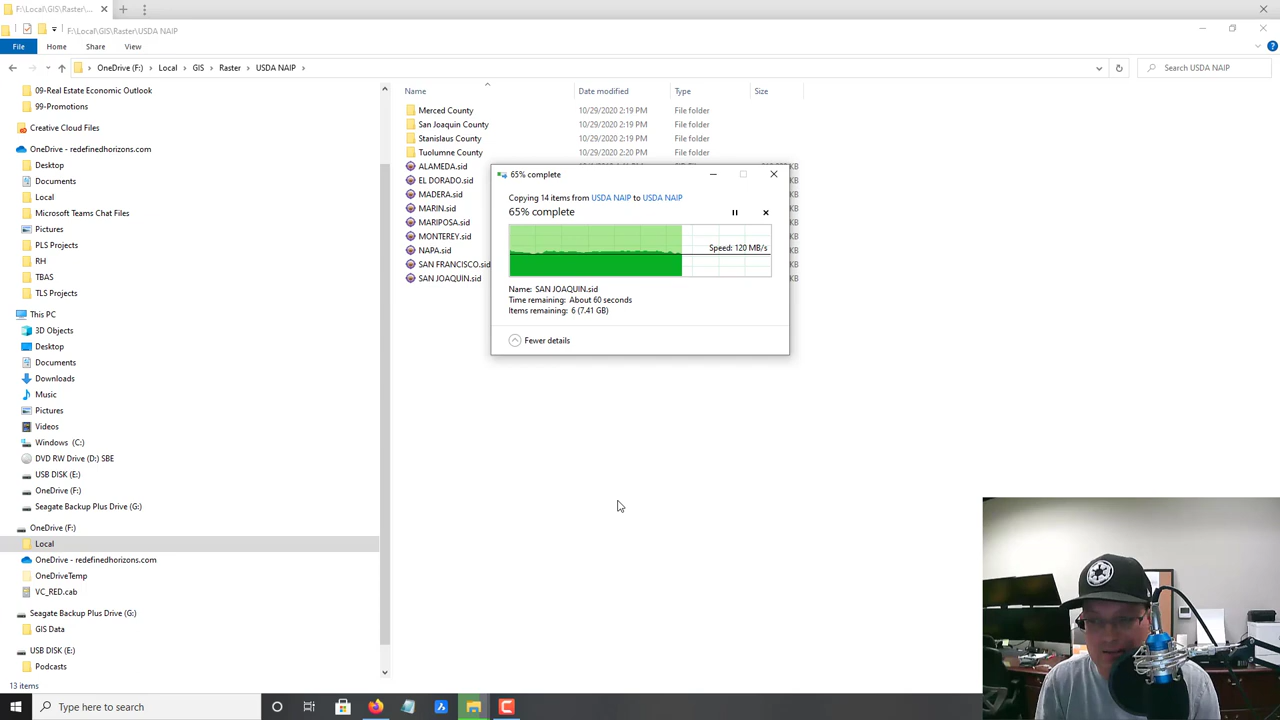 F:\Local\GIS\Raster\...
F:\Local\GIS\Raster\USDA NAIP
File Home Share View
OneDrive (F:) Local GIS Raster USDA NAIP
Search USDA NAIP
09-Real Estate Economic Outlook
99-Promotions
Creative Cloud Files
OneDrive - redefinedhorizons.com
Desktop
Documents
Local
Microsoft Teams Chat Files
Pictures
PLS Projects
RH
TBAS
TLS Projects
This PC
3D Objects
Desktop
Documents
Downloads
Music
Pictures
Videos
Windows (C:)
DVD RW Drive (D:) SBE
USB DISK (E:)
OneDrive (F:)
Seagate Backup Plus Drive (G:)
OneDrive (F:)
Local
OneDrive - redefinedhorizons.com
OneDriveTemp
VC_RED.cab
Seagate Backup Plus Drive (G:)
GIS Data
USB DISK (E:)
Podcasts
13 items
Name Date modified Type Size
Merced County 10/29/2020 2:19 PM File folder
San Joaquin County 10/29/2020 2:19 PM File folder
Stanislaus County 10/29/2020 2:19 PM File folder
Tuolumne County 10/29/2020 2:20 PM File folder
ALAMEDA.sid
EL DORADO.sid
MADERA.sid
MARIN.sid
MARIPOSA.sid
MONTEREY.sid
NAPA.sid
SAN FRANCISCO.sid
SAN JOAQUIN.sid
65% complete
Copying 14 items from USDA NAIP to USDA NAIP
65% complete
Speed: 120 MB/s
Name: SAN JOAQUIN.sid
Time remaining: About 60 seconds
Items remaining: 6 (7.41 GB)
Fewer details
Type here to search